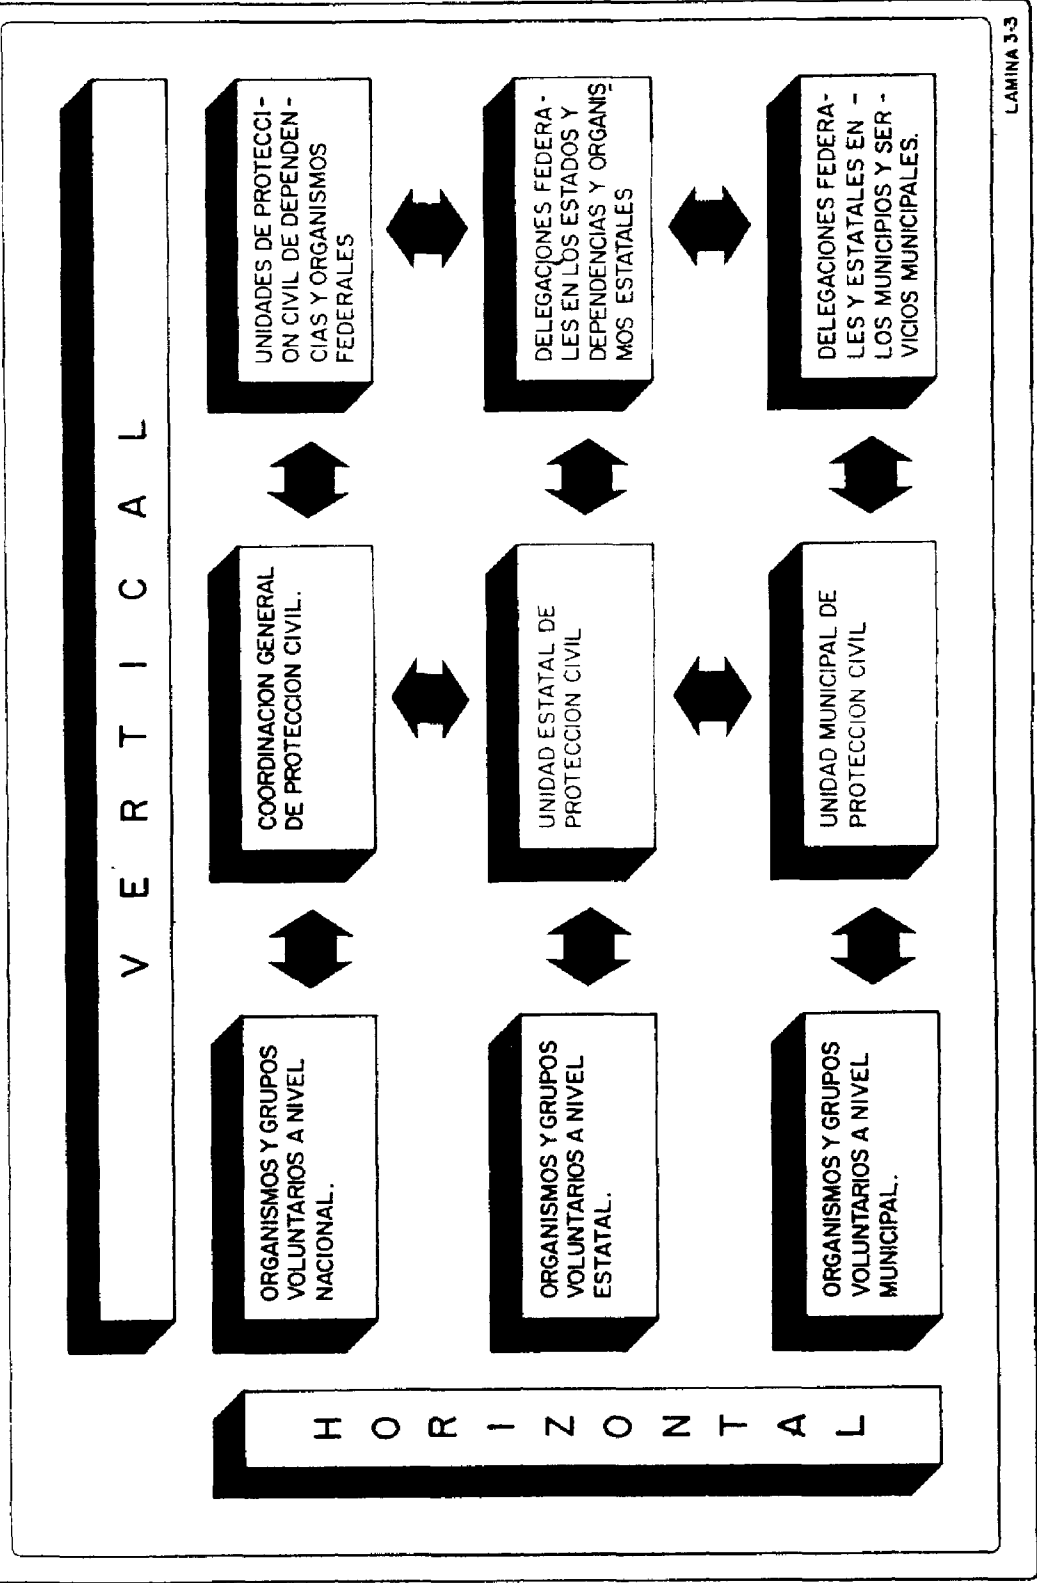 V E R T I C A L
H O R I Z O N T A L
ORGANISMOS Y GRUPOS
VOLUNTARIOS A NIVEL
NACIONAL.
COORDINACION GENERAL
DE PROTECCION CIVIL.
UNIDADES DE PROTECCI-
ON CIVIL DE DEPENDEN-
CIAS Y ORGANISMOS
FEDERALES
ORGANISMOS Y GRUPOS
VOLUNTARIOS A NIVEL
ESTATAL.
UNIDAD ESTATAL DE
PROTECCION CIVIL
DELEGACIONES FEDERA-
LES EN LOS ESTADOS Y
DEPENDENCIAS Y ORGANIS
MOS ESTATALES
ORGANISMOS Y GRUPOS
VOLUNTARIOS A NIVEL
MUNICIPAL.
UNIDAD MUNICIPAL DE
PROTECCION CIVIL
DELEGACIONES FEDERA-
LES Y ESTATALES EN -
LOS MUNICIPIOS Y SER-
VICIOS MUNICIPALES.
LAMINA 3-3